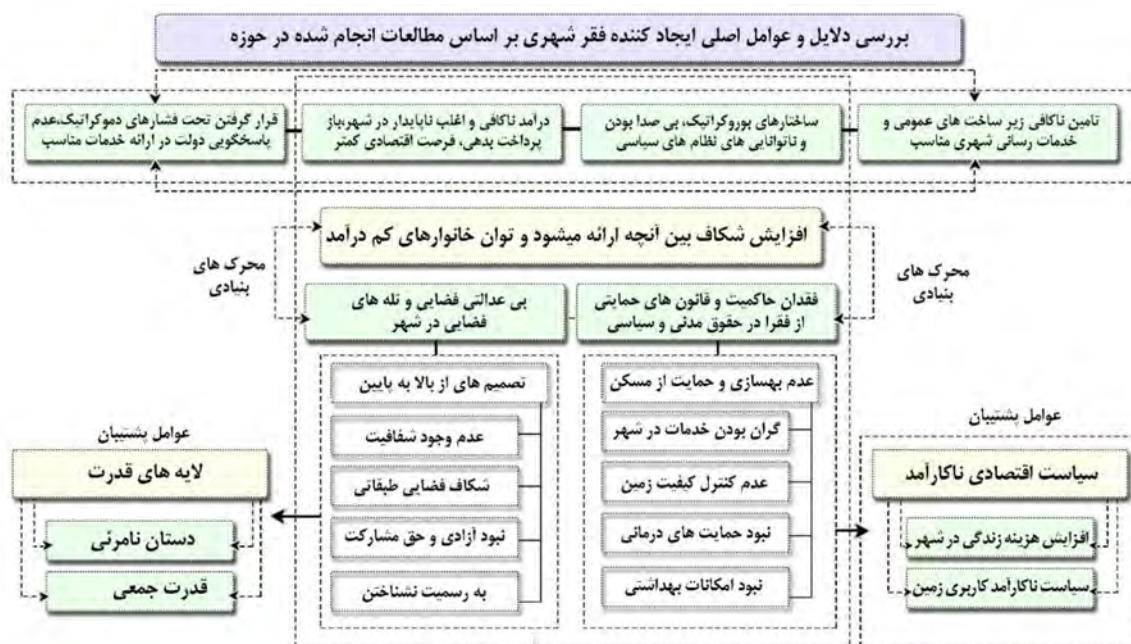 بررسی دلایل و عوامل اصلی ایجاد کننده فقر شهری بر اساس مطالعات انجام شده در حوزه
تامین ناکافی زیر ساخت های عمومی و
خدمات رسانی شهری مناسب
ساختارهای بوروکراتیک، بی صدا بودن
و ناتوانایی های نظام های سیاسی
درآمد ناکافی و اغلب ناپایدار در شهر،باز
پرداخت بدهی، فرصت اقتصادی کمتر
قرار گرفتن تحت فشارهای دموکراتیک،عدم
پاسخگویی دولت در ارائه خدمات مناسب
افزایش شکاف بین آنچه ارائه میشود و توان خانوارهای کم درآمد
محرک های
بنیادی
محرک های
بنیادی
فقدان حاکمیت و قانون های حمایتی
از فقرا در حقوق مدنی و سیاسی
بی عدالتی فضایی و تله های
فضایی در شهر
عدم بهسازی و حمایت از مسکن
گران بودن خدمات در شهر
عدم کنترل کیفیت زمین
نبود حمایت های درمانی
نبود امکانات بهداشتی
تصمیم های از بالا به پایین
عدم وجود شفافیت
شکاف فضایی طبقاتی
نبود آزادی و حق مشارکت
به رسمیت نشناختن
عوامل پشتیبان
سیاست اقتصادی ناکارآمد
افزایش هزینه زندگی در شهر
سیاست ناکارآمد کاربری زمین
عوامل پشتیبان
لایه های قدرت
دستان نامرئی
قدرت جمعی